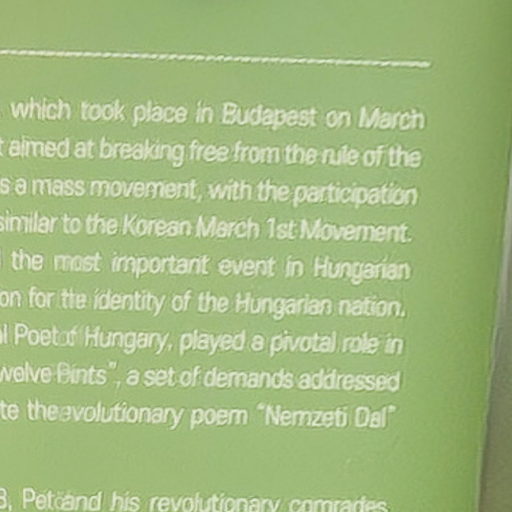 which took place in Budapest on March
aimed at breaking free from the rule of the
s a mass movement, with the participation
similar to the Korean March 1st Movement.
the most important event in Hungarian
on for the identity of the Hungarian nation.
l Poet of Hungary, played a pivotal role in
welve Points", a set of demands addressed
te the evolutionary poem "Nemzeti Dal"
and his revolutionary comrades